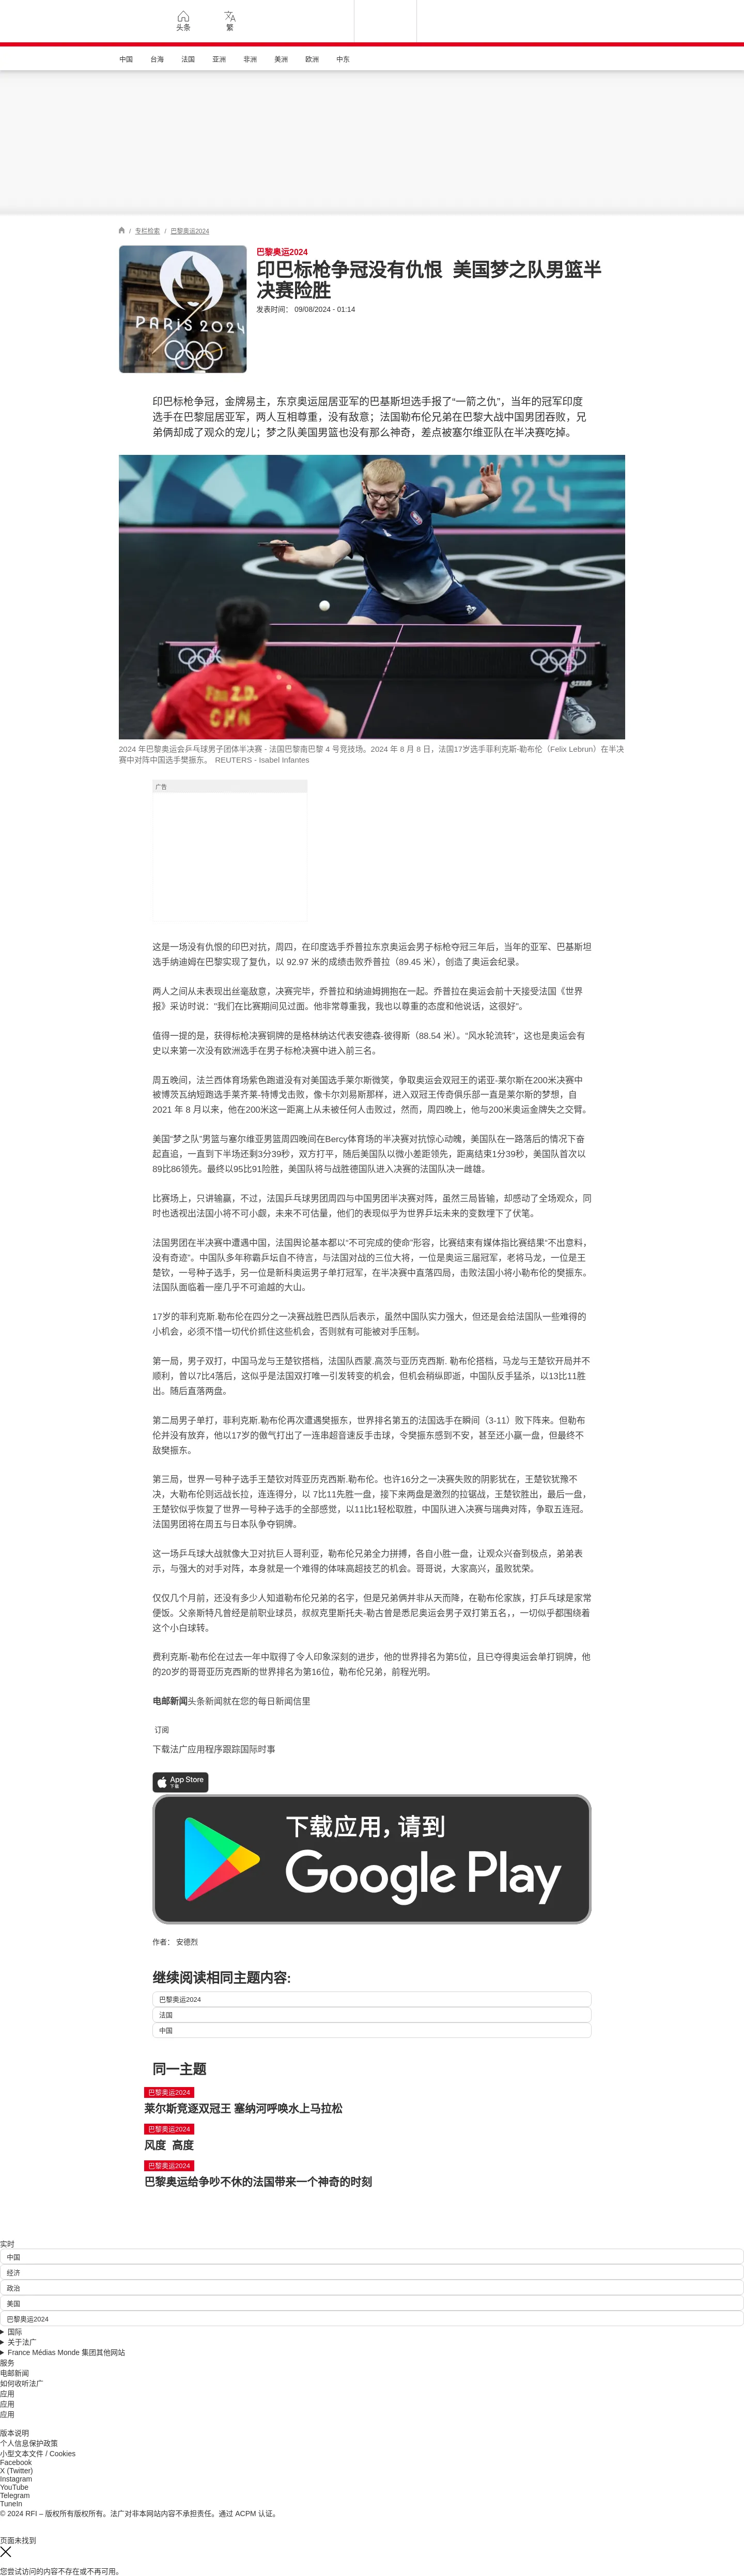 头条
繁
中国 台海 法国 亚洲 非洲 美洲 欧洲 中东
/ 专栏检索 / 巴黎奥运2024
PARIS 2024
巴黎奥运2024
印巴标枪争冠没有仇恨 美国梦之队男篮半
决赛险胜
发表时间： 09/08/2024 - 01:14
印巴标枪争冠，金牌易主，东京奥运屈居亚军的巴基斯坦选手报了“一箭之仇”，当年的冠军印度
选手在巴黎屈居亚军，两人互相尊重，没有敌意；法国勒布伦兄弟在巴黎大战中国男团吞败，兄
弟俩却成了观众的宠儿；梦之队美国男篮也没有那么神奇，差点被塞尔维亚队在半决赛吃掉。
FAN Z.D.
CHN
2024 年巴黎奥运会乒乓球男子团体半决赛 - 法国巴黎南巴黎 4 号竞技场。2024 年 8 月 8 日，法国17岁选手菲利克斯-勒布伦（Felix Lebrun）在半决
赛中对阵中国选手樊振东。 REUTERS - Isabel Infantes
广告
这是一场没有仇恨的印巴对抗，周四，在印度选手乔普拉东京奥运会男子标枪夺冠三年后，当年的亚军、巴基斯坦
选手纳迪姆在巴黎实现了复仇，以 92.97 米的成绩击败乔普拉（89.45 米），创造了奥运会纪录。
两人之间从未表现出丝毫敌意，决赛完毕，乔普拉和纳迪姆拥抱在一起。乔普拉在奥运会前十天接受法国《世界
报》采访时说："我们在比赛期间见过面。他非常尊重我，我也以尊重的态度和他说话，这很好"。
值得一提的是，获得标枪决赛铜牌的是格林纳达代表安德森-彼得斯（88.54 米）。“风水轮流转”，这也是奥运会有
史以来第一次没有欧洲选手在男子标枪决赛中进入前三名。
周五晚间，法兰西体育场紫色跑道没有对美国选手莱尔斯微笑，争取奥运会双冠王的诺亚-莱尔斯在200米决赛中
被博茨瓦纳短跑选手莱齐莱-特博戈击败，像卡尔刘易斯那样，进入双冠王传奇俱乐部一直是莱尔斯的梦想，自
2021 年 8 月以来，他在200米这一距离上从未被任何人击败过，然而，周四晚上，他与200米奥运金牌失之交臂。
美国“梦之队”男篮与塞尔维亚男篮周四晚间在Bercy体育场的半决赛对抗惊心动魄，美国队在一路落后的情况下奋
起直追，一直到下半场还剩3分39秒，双方打平，随后美国队以微小差距领先，距离结束1分39秒，美国队首次以
89比86领先。最终以95比91险胜，美国队将与战胜德国队进入决赛的法国队决一雌雄。
比赛场上，只讲输赢，不过，法国乒乓球男团周四与中国男团半决赛对阵，虽然三局皆输，却感动了全场观众，同
时也透视出法国小将不可小觑，未来不可估量，他们的表现似乎为世界乒坛未来的变数埋下了伏笔。
法国男团在半决赛中遭遇中国，法国舆论基本都以“不可完成的使命”形容，比赛结束有媒体指比赛结果“不出意料，
没有奇迹”。中国队多年称霸乒坛自不待言，与法国对战的三位大将，一位是奥运三届冠军，老将马龙，一位是王
楚钦，一号种子选手，另一位是新科奥运男子单打冠军，在半决赛中直落四局，击败法国小将小勒布伦的樊振东。
法国队面临着一座几乎不可逾越的大山。
17岁的菲利克斯.勒布伦在四分之一决赛战胜巴西队后表示，虽然中国队实力强大，但还是会给法国队一些难得的
小机会，必须不惜一切代价抓住这些机会，否则就有可能被对手压制。
第一局，男子双打，中国马龙与王楚钦搭档，法国队西蒙.高茨与亚历克西斯. 勒布伦搭档，马龙与王楚钦开局并不
顺利，曾以7比4落后，这似乎是法国双打唯一引发转变的机会，但机会稍纵即逝，中国队反手猛杀，以13比11胜
出。随后直落两盘。
第二局男子单打，菲利克斯.勒布伦再次遭遇樊振东，世界排名第五的法国选手在瞬间（3-11）败下阵来。但勒布
伦并没有放弃，他以17岁的傲气打出了一连串超音速反手击球，令樊振东感到不安，甚至还小赢一盘，但最终不
敌樊振东。
第三局，世界一号种子选手王楚钦对阵亚历克西斯.勒布伦。也许16分之一决赛失败的阴影犹在，王楚钦犹豫不
决，大勒布伦则远战长拉，连连得分，以 7比11先胜一盘，接下来两盘是激烈的拉锯战，王楚钦胜出，最后一盘，
王楚钦似乎恢复了世界一号种子选手的全部感觉，以11比1轻松取胜，中国队进入决赛与瑞典对阵，争取五连冠。
法国男团将在周五与日本队争夺铜牌。
这一场乒乓球大战就像大卫对抗巨人哥利亚，勒布伦兄弟全力拼搏，各自小胜一盘，让观众兴奋到极点，弟弟表
示，与强大的对手对阵，本身就是一个难得的体味高超技艺的机会。哥哥说，大家高兴，虽败犹荣。
仅仅几个月前，还没有多少人知道勒布伦兄弟的名字，但是兄弟俩并非从天而降，在勒布伦家族，打乒乓球是家常
便饭。父亲斯特凡曾经是前职业球员，叔叔克里斯托夫-勒古曾是悉尼奥运会男子双打第五名，，一切似乎都围绕着
这个小白球转。
费利克斯-勒布伦在过去一年中取得了令人印象深刻的进步，他的世界排名为第5位，且已夺得奥运会单打铜牌，他
的20岁的哥哥亚历克西斯的世界排名为第16位，勒布伦兄弟，前程光明。
电邮新闻头条新闻就在您的每日新闻信里
订阅
下载法广应用程序跟踪国际时事
App Store
下载
下载应用，请到
Google Play
作者： 安德烈
继续阅读相同主题内容:
巴黎奥运2024
法国
中国
同一主题
巴黎奥运2024
莱尔斯竞逐双冠王 塞纳河呼唤水上马拉松
巴黎奥运2024
风度 高度
巴黎奥运2024
巴黎奥运给争吵不休的法国带来一个神奇的时刻
实时
中国
经济
政治
美国
巴黎奥运2024
国际
关于法广
France Médias Monde 集团其他网站
服务
电邮新闻
如何收听法广
应用
应用
应用
版本说明
个人信息保护政策
小型文本文件 / Cookies
Facebook
X (Twitter)
Instagram
YouTube
Telegram
TuneIn
© 2024 RFI – 版权所有版权所有。法广对非本网站内容不承担责任。通过 ACPM 认证。
页面未找到
您尝试访问的内容不存在或不再可用。